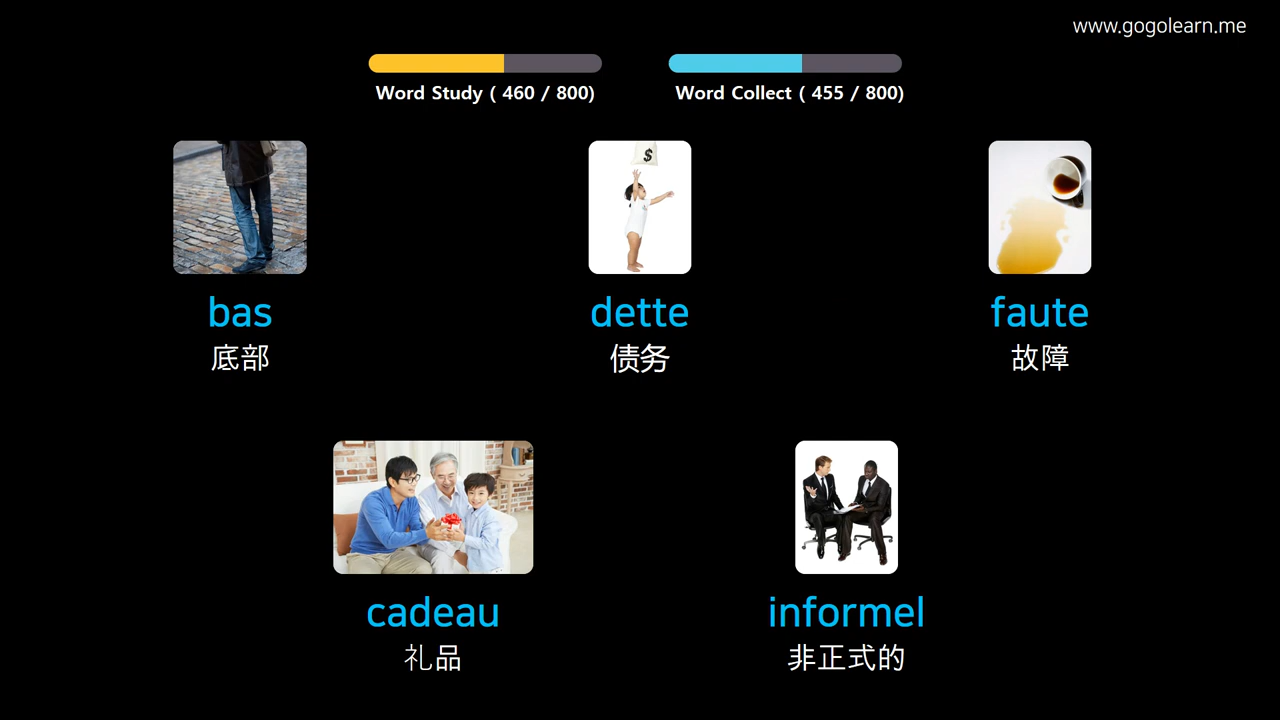 www.gogolearn.me
Word Study ( 460 / 800)
Word Collect ( 455 / 800)
$
bas
底部
dette
债务
faute
故障
cadeau
礼品
informel
非正式的